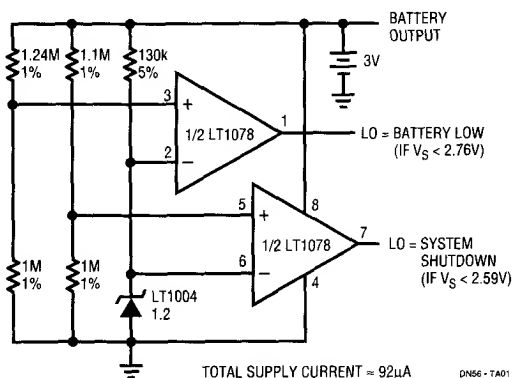 BATTERY
OUTPUT
1.24M
1%
1.1M
1%
130k
5%
3V
3
+
1/2 LT1078
1
2
−
LO = BATTERY LOW
(IF VS < 2.76V)
5
+
8
1/2 LT1078
7
6
−
4
LO = SYSTEM
SHUTDOWN
(IF VS < 2.59V)
1M
1%
1M
1%
LT1004
1.2
TOTAL SUPPLY CURRENT ≈ 92µA
DN56 - TA01